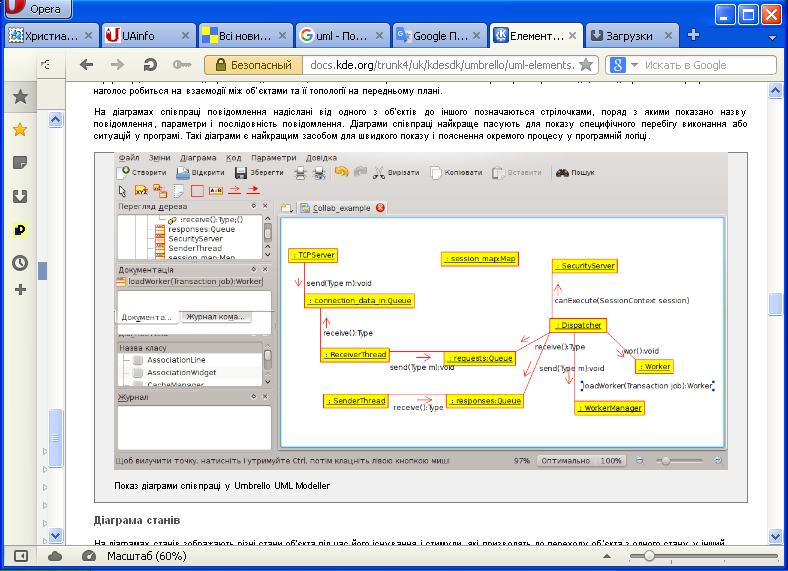 Opera
Христиа...
UAinfo
Всі нови...
uml - По...
Google П...
Елемент...
Загрузки
Безопасный
docs.kde.org/trunk4/uk/kdesdk/umbrello/uml-elements.
Искать в Google
наголос робиться на взаємодії між об'єктами та її топології на передньому плані.
На діаграмах співпраці повідомлення надіслані від одного з об'єктів до іншого позначаються стрілочками, поряд з якими показано назву
повідомлення, параметри і послідовність повідомлення. Діаграми співпраці найкраще пасують для показу специфічного перебігу виконання або
ситуацій у програмі. Такі діаграми є найкращим засобом для швидкого показу і пояснення окремого процесу у програмній логіці.
Файл Зміни Діаграма Код Параметри Довідка
Створити Відкрити Зберегти Вирізати Копіювати Вставити Пошук
Перегляд дерева
:receive():Type;()
responses:Queue
SecurityServer
SenderThread
session_map:Map
Документація
loadWorker(Transaction job):Worker
Документа...
Журнал кома...
Назва класу
AssociationLine
AssociationWidget
CacheManager
Журнал
Collab_example
: TCPServer
: session_map:Map
: SecurityServer
send(Type m):void
: connection_data_in:Queue
canExecute(SessionContext session)
: Dispatcher
receive():Type
: ReceiverThread
send(Type m):void
: requests:Queue
receive():Type
wor():void
: Worker
send(Type m):void
loadWorker(Transaction job):Worker
: SenderThread
receive():Type
: responses:Queue
: WorkerManager
Щоб вилучити точку, натисніть і утримуйте Ctrl, потім клацніть лівою кнопкою миші
97%
Оптимально
100%
Показ діаграми співпраці у Umbrello UML Modeller
Діаграма станів
На діаграмах станів зображають різні стани об'єкта під час його існування і стимули, які призводять до переходу об'єкта з одного стану у інший.
Масштаб (60%)